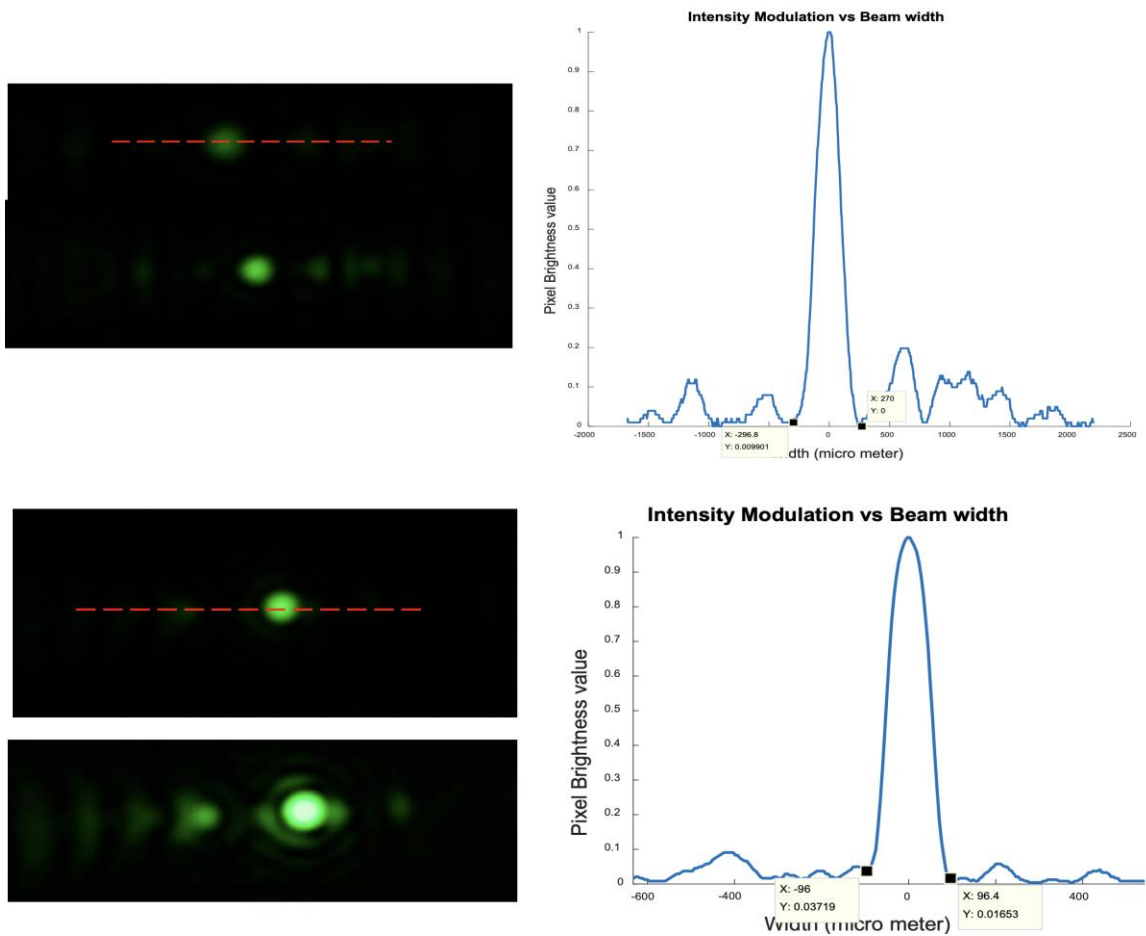 Intensity Modulation vs Beam width
Pixel Brightness value
1
0.9
0.8
0.7
0.6
0.5
0.4
0.3
0.2
0.1
0
X: 270
Y: 0
-2000
-1000
-500
0
500
1000
1500
2000
2500
X: -296.8
Y: 0.009901
(micro meter)
Intensity Modulation vs Beam width
Pixel Brightness value
1
0.9
0.8
0.7
0.6
0.5
0.4
0.3
0.2
0.1
0
-600
-400
0
400
X: -96
Y: 0.03719
X: 96.4
Y: 0.01653
Width (micro meter)